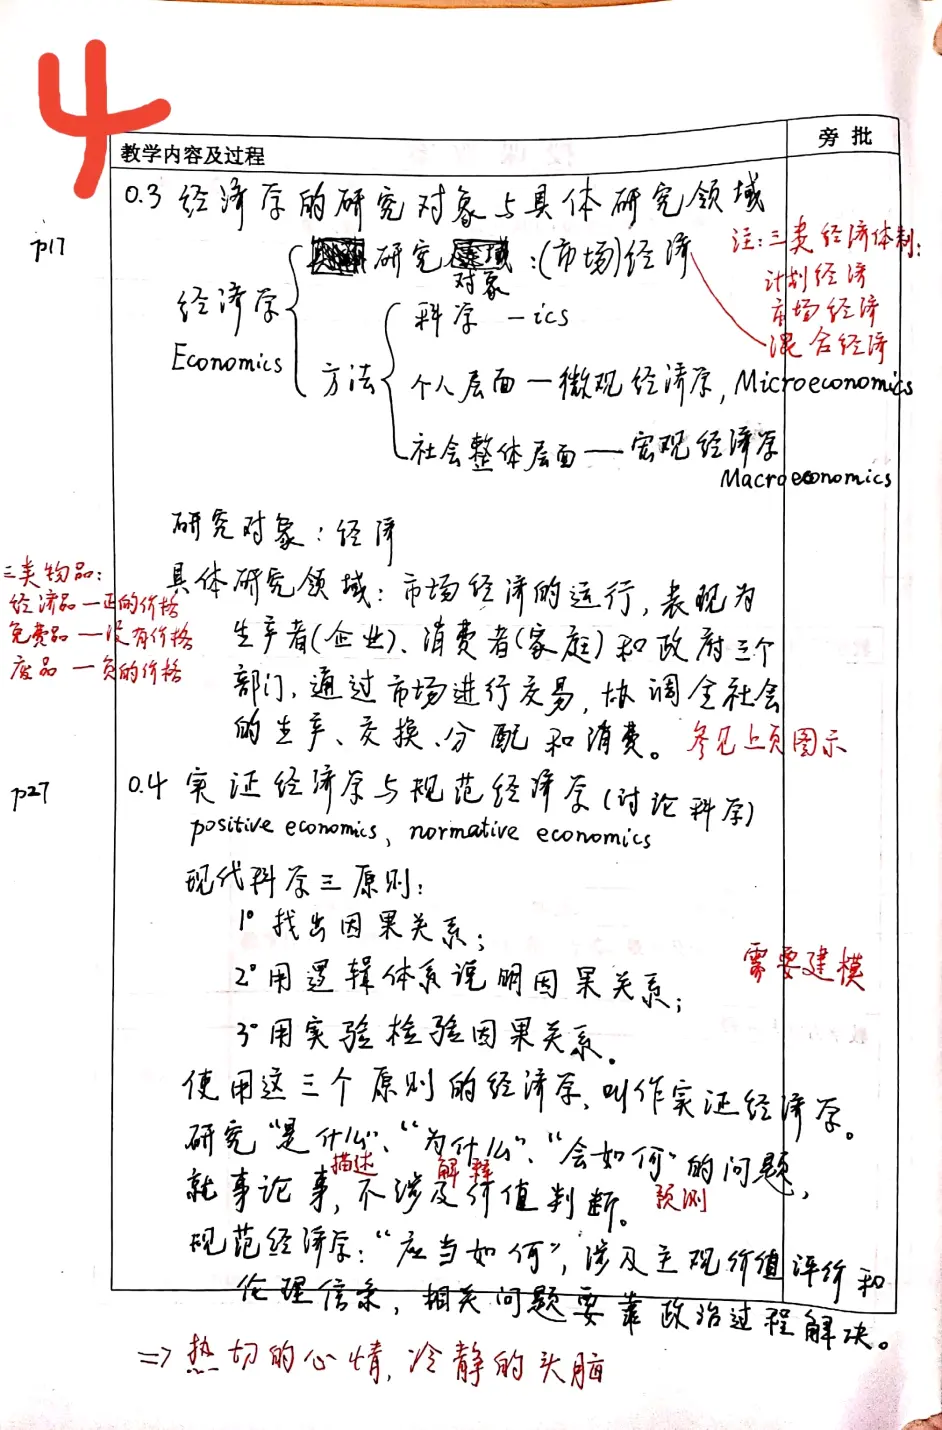 4
教学内容及过程
旁 批
0.3 经济学的研究对象与具体研究领域
p17
注:三类经济体制:
计划经济
市场经济
混合经济
研究 :(市场)经济
对象
经济学
Economics
方法
科学 -ics
个人层面—微观经济学, Microeconomics
社会整体层面——宏观经济学
Macroeconomics
研究对象:经济
三类物品:
经济品—正的价格
免费品—没有价格
废品—负的价格
具体研究领域:市场经济的运行,表现为
生产者(企业)、消费者(家庭)和政府三个
部门,通过市场进行交易,协调全社会
的生产、交换、分配和消费。参见上页图示
p27
0.4 实证经济学与规范经济学(讨论科学)
positive economics, normative economics
现代科学三原则:
1° 找出因果关系;
2° 用逻辑体系说明因果关系;
需要建模
3° 用实验检验因果关系。
使用这三个原则的经济学,叫作实证经济学。
研究“是什么”、“为什么”、“会如何”的问题,
描述 解释 预测
就事论事,不涉及价值判断。
规范经济学:“应当如何”,涉及主观价值评价和
伦理信条,相关问题要靠政治过程解决。
=> 热切的心情,冷静的头脑